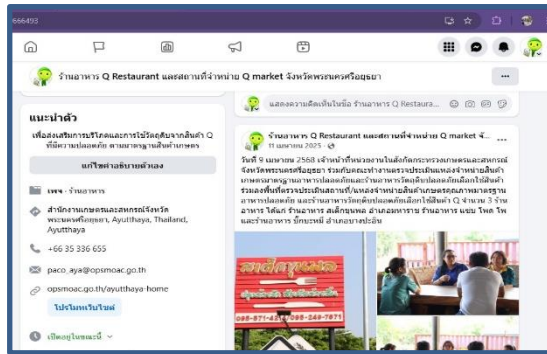 666493
ร้านอาหาร Q Restaurant และสถานที่จำหน่าย Q market จังหวัดพระนครศรีอยุธยา
แนะนำตัว
เพื่อส่งเสริมการบริโภคและการใช้วัตถุดิบจากสินค้า Q
ที่มีความปลอดภัย ตามมาตรฐานสินค้าเกษตร
แก้ไขคำอธิบายตัวเอง
เพจ · ร้านอาหาร
สำนักงานเกษตรและสหกรณ์จังหวัด
พระนครศรีอยุธยา, Ayutthaya, Thailand,
Ayutthaya
+66 35 336 655
paco_aya@opsmoac.go.th
opsmoac.go.th/ayutthaya-home
โปรโมทเว็บไซต์
เปิดอยู่ในขณะนี้
แสดงความคิดเห็นในชื่อ ร้านอาหาร Q Restaura...
ร้านอาหาร Q Restaurant และสถานที่จำหน่าย Q market จั...
11 เมษายน 2025
วันที่ 9 เมษายน 2568 เจ้าหน้าที่หน่วยงานในสังกัดกระทรวงเกษตรและสหกรณ์
จังหวัดพระนครศรีอยุธยา ร่วมกับคณะทำงานตรวจประเมินแหล่งจำหน่ายสินค้า
เกษตรมาตรฐานอาหารปลอดภัยและร้านอาหารวัตถุดิบปลอดภัยเลือกใช้สินค้า Q
ร่วมลงพื้นที่ตรวจประเมินสถานที่/แหล่งจำหน่ายสินค้าเกษตรคุณภาพมาตรฐาน
อาหารปลอดภัย และร้านอาหารวัตถุดิบปลอดภัยเลือกใช้สินค้า Q จำนวน 3 ร้าน
อาหาร ได้แก่ ร้านอาหาร สเต็กขุนพล อำเภอมหาราช ร้านอาหาร แซ่บ โพด โพ
และร้านอาหาร บิ๊กบะหมี่ อำเภอบางปะอิน
สเต็กขุนพล